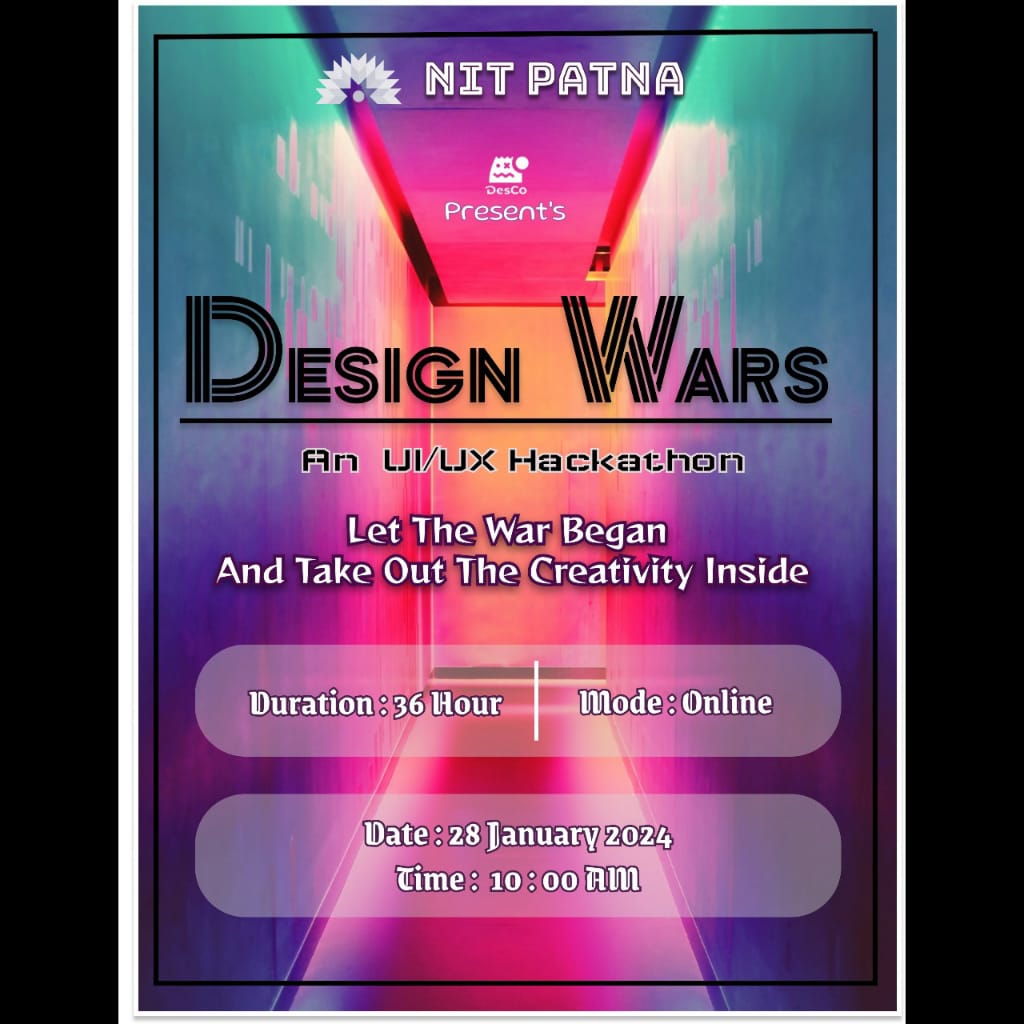 NIT PATNA
DesCo
Present's
Design Wars
An UI/UX Hackathon
Let The War Began
And Take Out The Creativity Inside
Duration : 36 Hour
Mode : Online
Date : 28 January 2024
Time : 10 : 00 AM